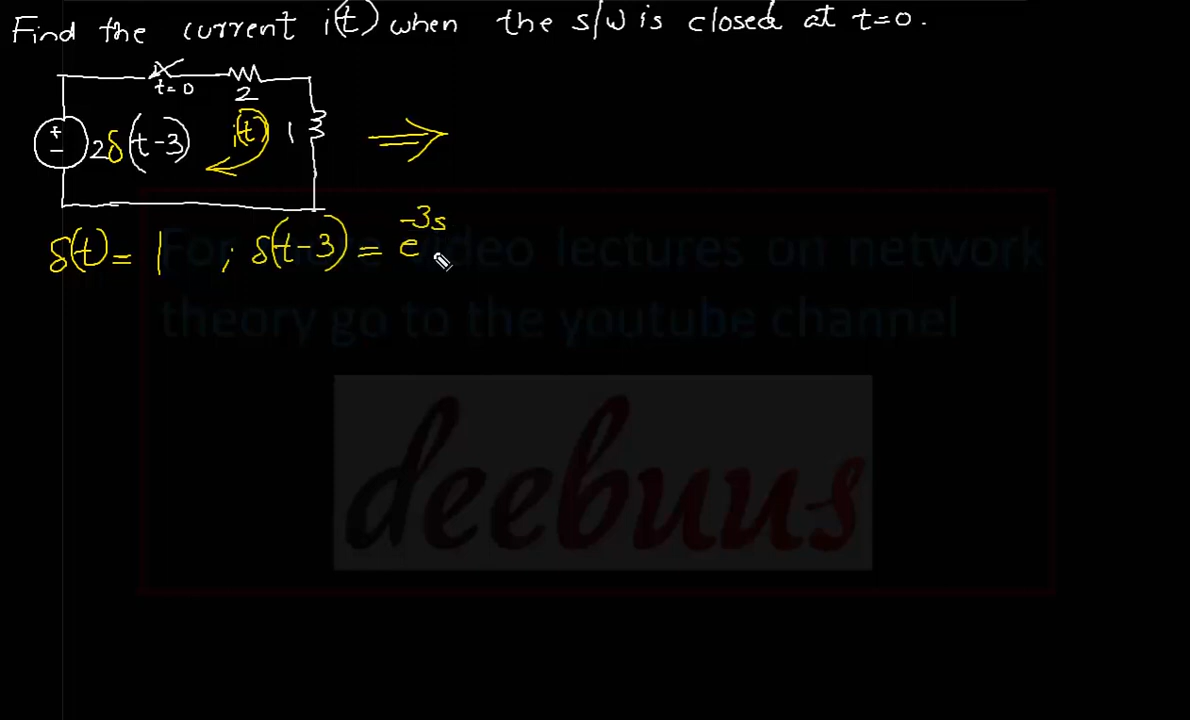 Find the current i(t) when the s/w is closed at t=0.
t=0
2
2δ(t-3)
i(t)
1
⇒
δ(t) = 1 ; δ(t-3) = e^-3s
For more video lectures on network
theory go to the youtube channel
deebuus